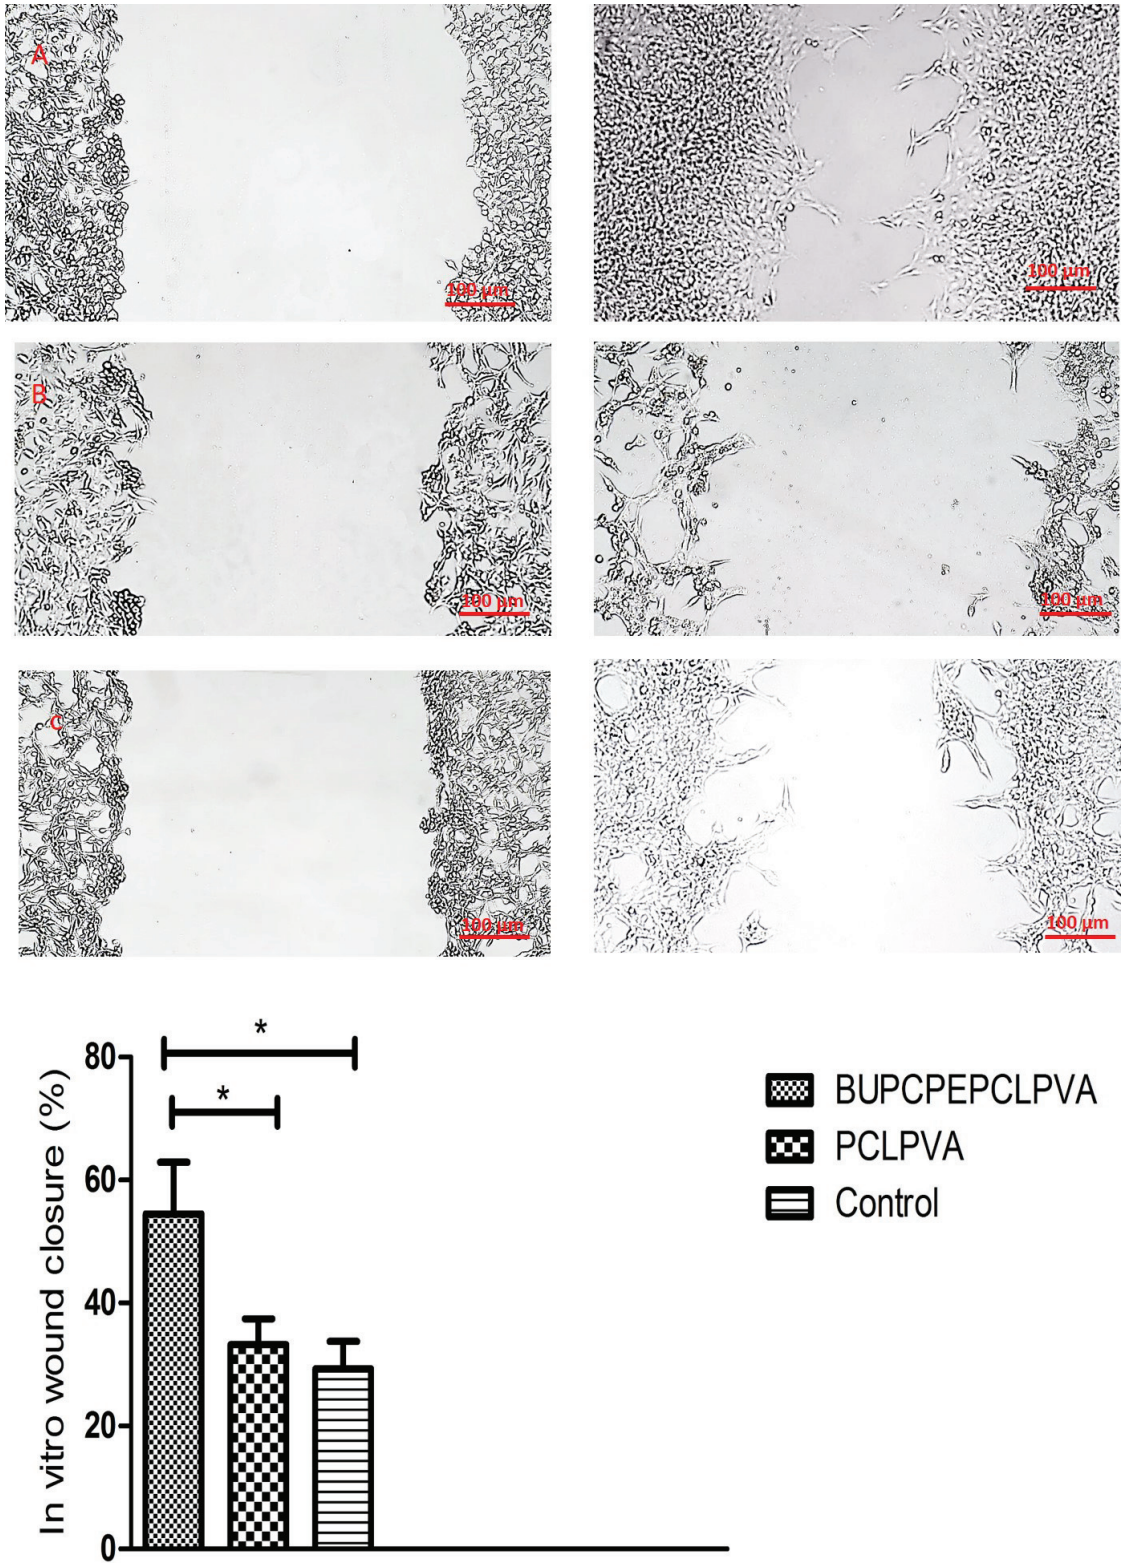 A
100 µm
100 µm
B
100 µm
100 µm
C
100 µm
100 µm
In vitro wound closure (%)
80
60
40
20
0
*
*
BUPCPEPCLPVA
PCLPVA
Control